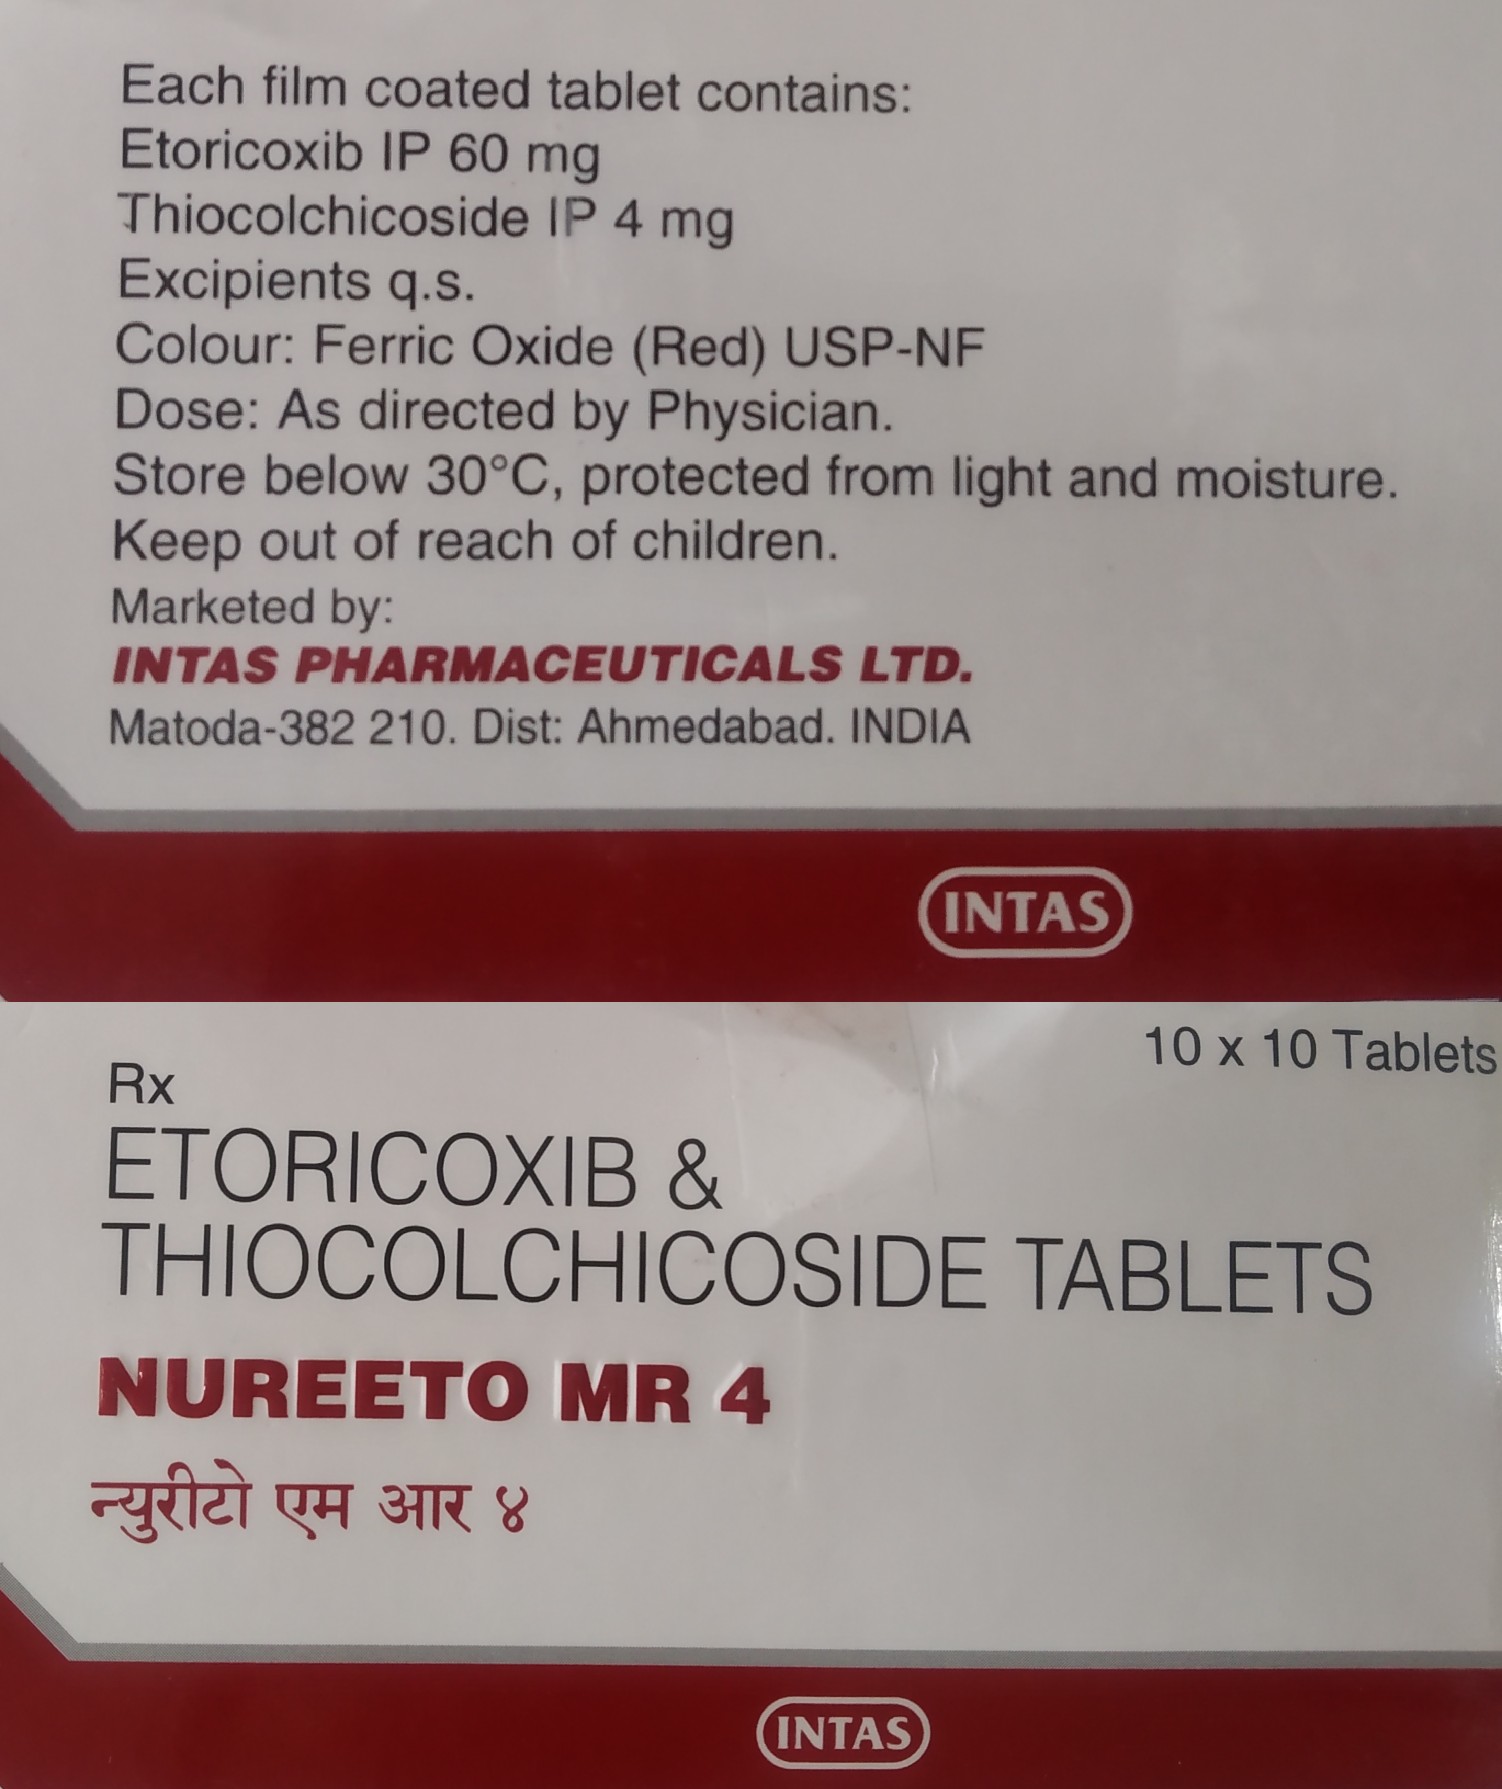 Each film coated tablet contains:
Etoricoxib IP 60 mg
Thiocolchicoside IP 4 mg
Excipients q.s.
Colour: Ferric Oxide (Red) USP-NF
Dose: As directed by Physician.
Store below 30°C, protected from light and moisture.
Keep out of reach of children.
Marketed by:
INTAS PHARMACEUTICALS LTD.
Matoda-382 210. Dist: Ahmedabad. INDIA
INTAS
10 x 10 Tablets
Rx
ETORICOXIB &
THIOCOLCHICOSIDE TABLETS
NUREETO MR 4
न्युरीटो एम आर ४
INTAS